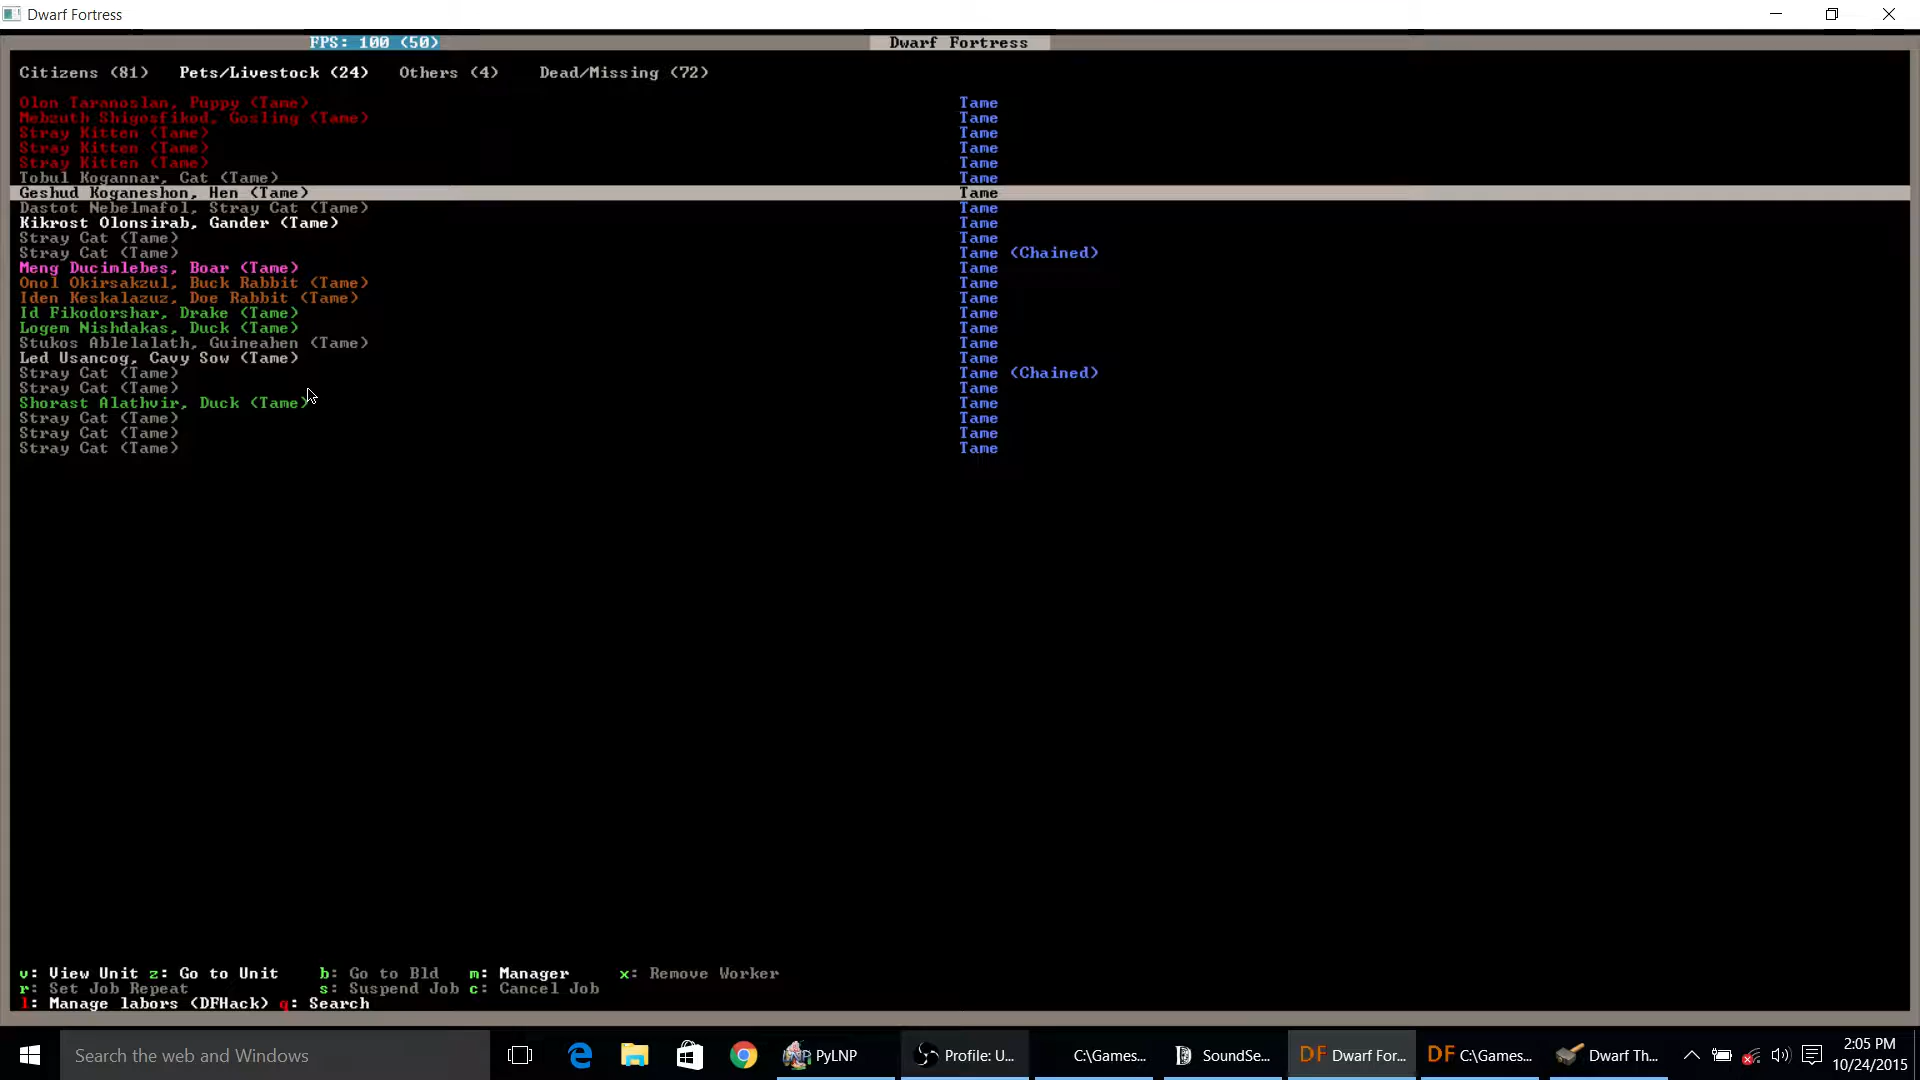 Dwarf Fortress
FPS: 100 (50)
Dwarf Fortress
Citizens (81) Pets/Livestock (24) Others (4) Dead/Missing (72)
Olon Taranoslan, Puppy (Tame) Tame
Mebzuth Shigosfikod, Gosling (Tame) Tame
Stray Kitten (Tame) Tame
Stray Kitten (Tame) Tame
Stray Kitten (Tame) Tame
Tobul Kogannar, Cat (Tame) Tame
Geshud Koganeshon, Hen (Tame) Tame
Dastot Nebelmafol, Stray Cat (Tame) Tame
Kikrost Olonsirab, Gander (Tame) Tame
Stray Cat (Tame) Tame
Stray Cat (Tame) Tame (Chained)
Meng Ducimlebes, Boar (Tame) Tame
Onol Okirsakzul, Buck Rabbit (Tame) Tame
Iden Keskalazuz, Doe Rabbit (Tame) Tame
Id Fikodorshar, Drake (Tame) Tame
Logem Nishdakas, Duck (Tame) Tame
Stukos Ablelalath, Guineahen (Tame) Tame
Led Usancog, Cavy Sow (Tame) Tame
Stray Cat (Tame) Tame (Chained)
Stray Cat (Tame) Tame
Shorast Alathvir, Duck (Tame) Tame
Stray Cat (Tame) Tame
Stray Cat (Tame) Tame
Stray Cat (Tame) Tame
v: View Unit z: Go to Unit b: Go to Bld m: Manager x: Remove Worker
r: Set Job Repeat s: Suspend Job c: Cancel Job
l: Manage labors (DFHack) q: Search
Search the web and Windows
PyLNP
Profile: U...
C:\Games...
SoundSe...
DF Dwarf For...
DF C:\Games...
Dwarf Th...
2:05 PM
10/24/2015